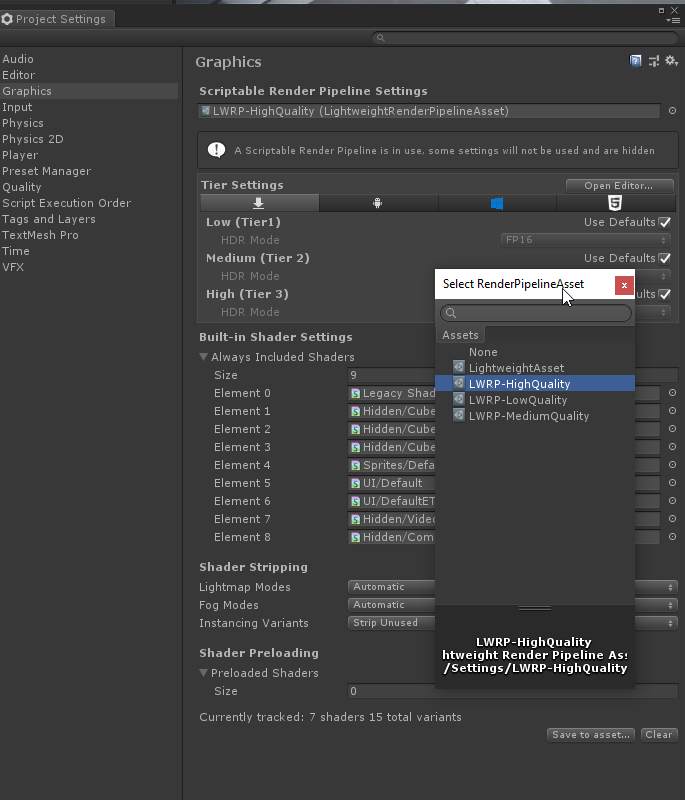 Project Settings
Audio
Editor
Graphics
Input
Physics
Physics 2D
Player
Preset Manager
Quality
Script Execution Order
Tags and Layers
TextMesh Pro
Time
VFX
Graphics
Scriptable Render Pipeline Settings
LWRP-HighQuality (LightweightRenderPipelineAsset)
A Scriptable Render Pipeline is in use, some settings will not be used and are hidden
Tier Settings
Open Editor...
Low (Tier1)
Use Defaults
HDR Mode
FP16
Medium (Tier 2)
Use Defaults
HDR Mode
High (Tier 3)
ults
HDR Mode
Built-in Shader Settings
Always Included Shaders
Size
9
Element 0
Legacy Shad
Element 1
Hidden/Cube
Element 2
Hidden/Cube
Element 3
Hidden/Cube
Element 4
Sprites/Defa
Element 5
UI/Default
Element 6
UI/DefaultET
Element 7
Hidden/Video
Element 8
Hidden/Com
Shader Stripping
Lightmap Modes
Automatic
Fog Modes
Automatic
Instancing Variants
Strip Unused
Shader Preloading
Preloaded Shaders
Size
0
Currently tracked: 7 shaders 15 total variants
Save to asset...
Clear
Select RenderPipelineAsset
x
Assets
None
LightweightAsset
LWRP-HighQuality
LWRP-LowQuality
LWRP-MediumQuality
LWRP-HighQuality
htweight Render Pipeline Ass
/Settings/LWRP-HighQuality